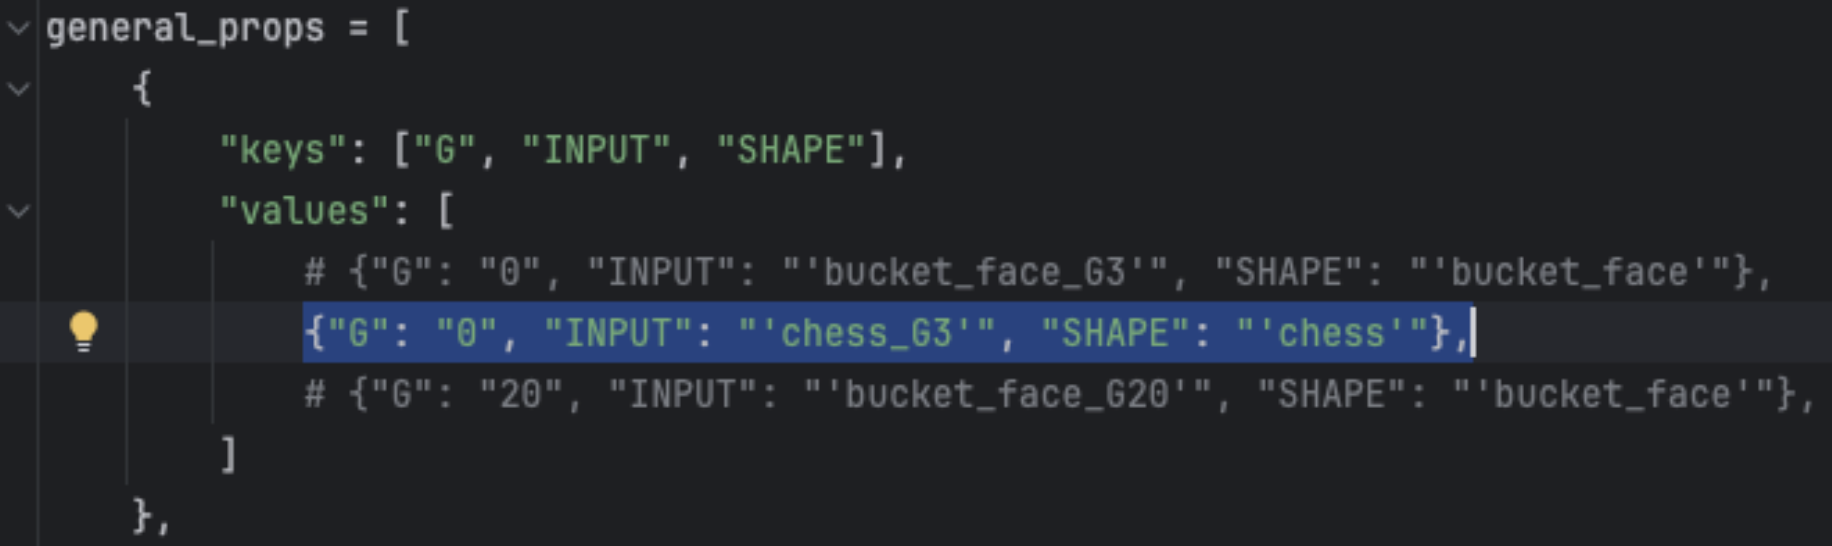 general_props = [
{
"keys": ["G", "INPUT", "SHAPE"],
"values": [
# {"G": "0", "INPUT": "'bucket_face_G3'", "SHAPE": "'bucket_face'"},
{"G": "0", "INPUT": "'chess_G3'", "SHAPE": "'chess'"},
# {"G": "20", "INPUT": "'bucket_face_G20'", "SHAPE": "'bucket_face'"},
]
},